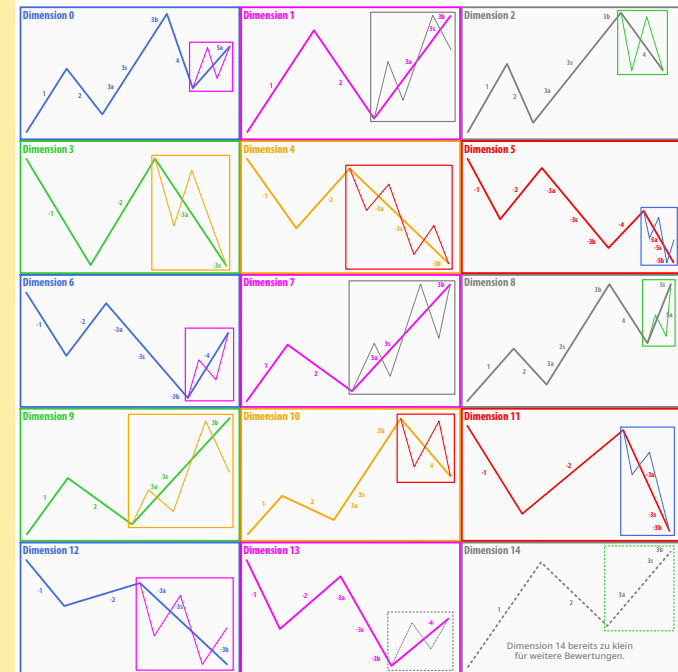 Dimension 0
3b
5a
4
3s
1
2
3a
Dimension 1
3b
3s
3a
1
2
Dimension 2
3b
4
3s
1
2
3a
Dimension 3
-1
-2
-3a
-3s
Dimension 4
-1
-2
-3a
-3s
-3b
Dimension 5
-1
-2
-3a
-3s
-3b
-4
-5a
-5s
-5b
Dimension 6
-1
-2
-3a
-3s
-3b
-4
Dimension 7
3b
3s
3a
1
2
Dimension 8
3b
5s
5a
4
3s
3a
1
2
Dimension 9
3b
3s
3a
1
2
Dimension 10
3b
4
3s
3a
1
2
Dimension 11
-1
-2
-3a
-3s
-3b
Dimension 12
-1
-2
-3a
-3s
-3b
Dimension 13
-1
-2
-3a
-3s
-3b
-4
Dimension 14
3b
3s
3a
1
2
Dimension 14 bereits zu klein
für weitere Bewertungen.